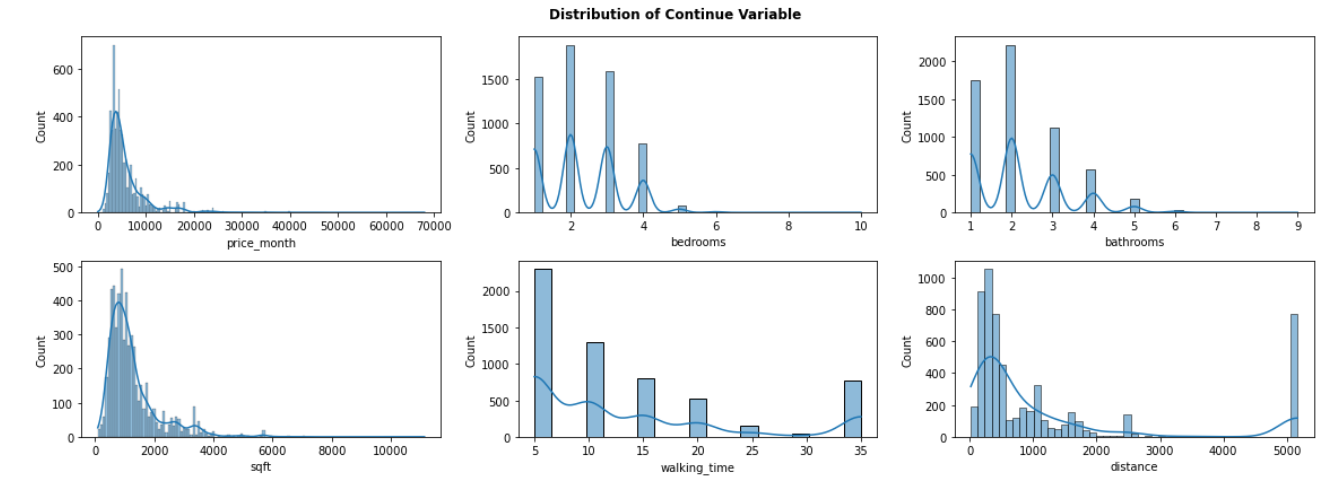 Distribution of Continue Variable
Count
600
400
200
0
0 10000 20000 30000 40000 50000 60000 70000
price_month
Count
1500
1000
500
0
2 4 6 8 10
bedrooms
Count
2000
1500
1000
500
0
1 2 3 4 5 6 7 8 9
bathrooms
Count
500
400
300
200
100
0
0 2000 4000 6000 8000 10000
sqft
Count
2000
1500
1000
500
0
5 10 15 20 25 30 35
walking_time
Count
1000
800
600
400
200
0
0 1000 2000 3000 4000 5000
distance